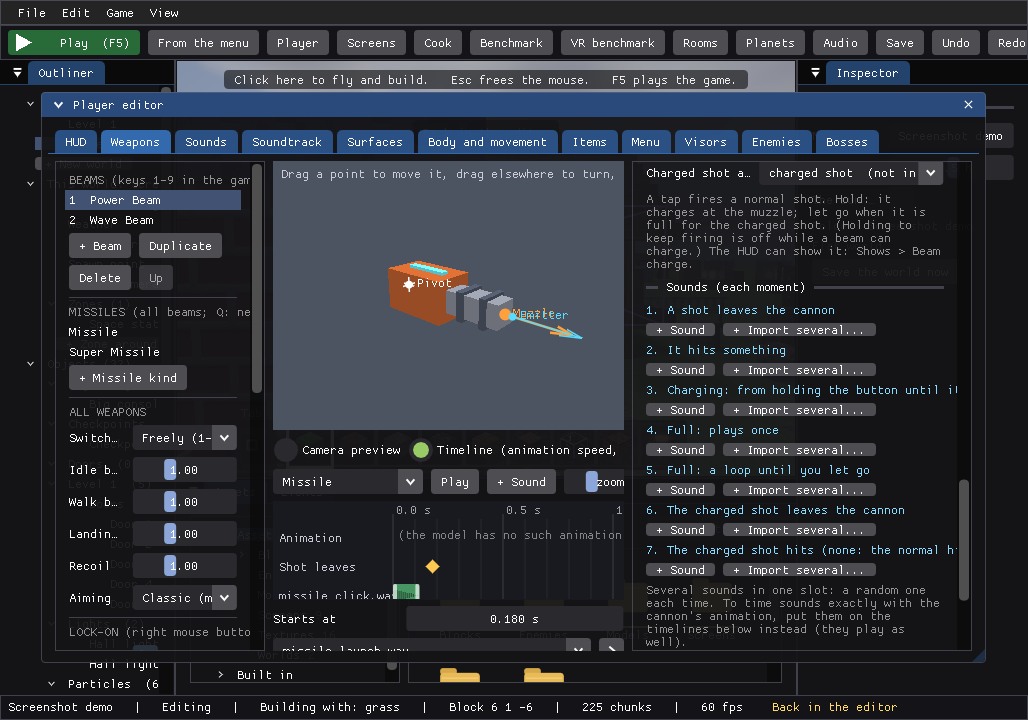 File Edit Game View
Play (F5) From the menu Player Screens Cook Benchmark VR benchmark Rooms Planets Audio Save Undo Redo
Outliner
Click here to fly and build. Esc frees the mouse. F5 plays the game.
Inspector
Player editor
HUD Weapons Sounds Soundtrack Surfaces Body and movement Items Menu Visors Enemies Bosses
BEAMS (keys 1-9 in the gam
1 Power Beam
2 Wave Beam
+ Beam Duplicate
Delete Up
MISSILES (all beams; Q: ne
Missile
Super Missile
+ Missile kind
ALL WEAPONS
Switch… Freely (1-
Idle b… 1.00
Walk b… 1.00
Landin… 1.00
Recoil 1.00
Aiming Classic (m
LOCK-ON (right mouse butto
Drag a point to move it, drag elsewhere to turn,
Pivot
Muzzle
Emitter
Camera preview Timeline (animation speed,
Missile Play + Sound zoom
0.0 s 0.5 s 1
Animation (the model has no such animation
Shot leaves
missile click.wav
Starts at 0.180 s
missile launch.wav
Charged shot a… charged shot (not in
A tap fires a normal shot. Hold: it
charges at the muzzle; let go when it is
full for the charged shot. (Holding to
keep firing is off while a beam can
charge.) The HUD can show it: Shows > Beam
charge.
Sounds (each moment)
1. A shot leaves the cannon
+ Sound + Import several...
2. It hits something
+ Sound + Import several...
3. Charging: from holding the button until it
+ Sound + Import several...
4. Full: plays once
+ Sound + Import several...
5. Full: a loop until you let go
+ Sound + Import several...
6. The charged shot leaves the cannon
+ Sound + Import several...
7. The charged shot hits (none: the normal h
+ Sound + Import several...
Several sounds in one slot: a random one
each time. To time sounds exactly with the
cannon's animation, put them on the
timelines below instead (they play as
well).
Hall light
Particles (6
Built in
Screenshot demo | Editing | Building with: grass | Block 6 1 -6 | 225 chunks | 60 fps Back in the editor